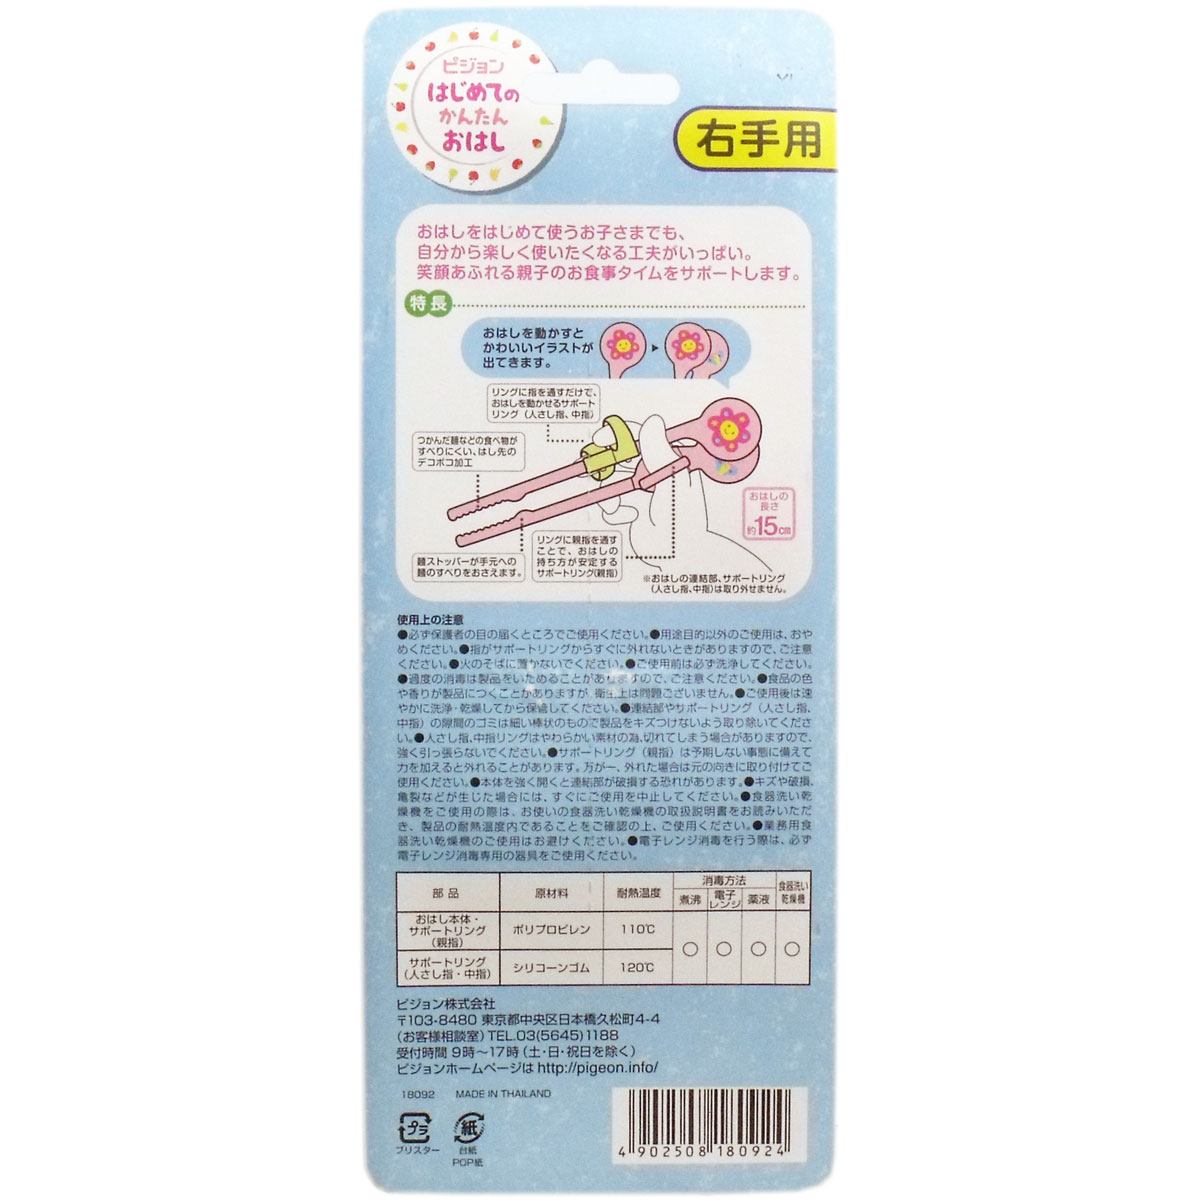 ピジョン
はじめての
かんたん
おはし
右手用
おはしをはじめて使うお子さまでも、
自分から楽しく使いたくなる工夫がいっぱい。
笑顔あふれる親子のお食事タイムをサポートします。
特長
おはしを動かすと
かわいいイラストが
出てきます。
リングに指を通すだけで、
おはしを動かせるサポート
リング（人さし指、中指）
つかんだ麺などの食べ物が
すべりにくい、はし先の
デコボコ加工
おはしの
長さ
約15cm
麺ストッパーが手元への
麺のすべりをおさえます。
リングに親指を通す
ことで、おはしの
持ち方が安定する
サポートリング(親指)
※おはしの連結部、サポートリング
(人さし指、中指)は取り外せません。
使用上の注意
●必ず保護者の目の届くところでご使用ください。●用途目的以外のご使用は、おや
めください。●指がサポートリングからすぐに外れないときがありますので、ご注意
ください。●火のそばに置かないでください。●ご使用前は必ず洗浄してください。
●過度の消毒は製品をいためることがありますので、ご注意ください。●食品の色
や香りが製品につくことがありますが、衛生上は問題ございません。●ご使用後は速
やかに洗浄・乾燥してから保管してください。●連結部やサポートリング（人さし指、
中指）の隙間のゴミは細い棒状のもので製品をキズつけないよう取り除いてくださ
い。●人さし指、中指リングはやわらかい素材の為、切れてしまう場合がありますので、
強く引っ張らないでください。●サポートリング（親指）は予期しない事態に備えて
力を加えると外れることがあります。万が一、外れた場合は元の向きに取り付けてご
使用ください。●本体を強く開くと連結部が破損する恐れがあります。●キズや破損、
亀裂などが生じた場合には、すぐにご使用を中止してください。●食器洗い乾
燥機をご使用の際は、お使いの食器洗い乾燥機の取扱説明書をお読みいただ
き、製品の耐熱温度内であることをご確認の上、ご使用ください。●業務用食
器洗い乾燥機のご使用はお避けください。●電子レンジ消毒を行う際は、必ず
電子レンジ消毒専用の器具をご使用ください。
部品 原材料 耐熱温度 消毒方法 食器洗い乾燥機
煮沸 電子レンジ 薬液
おはし本体・
サポートリング
（親指） ポリプロピレン 110℃ ○ ○ ○ ○
サポートリング
（人さし指・中指） シリコーンゴム 120℃
ピジョン株式会社
〒103-8480 東京都中央区日本橋久松町4-4
(お客様相談室)TEL.03(5645)1188
受付時間 9時〜17時（土・日・祝日を除く）
ピジョンホームページは http://pigeon.info/
18092 MADE IN THAILAND
プラ
ブリスター
紙
台紙
POP紙
4 902508 180924